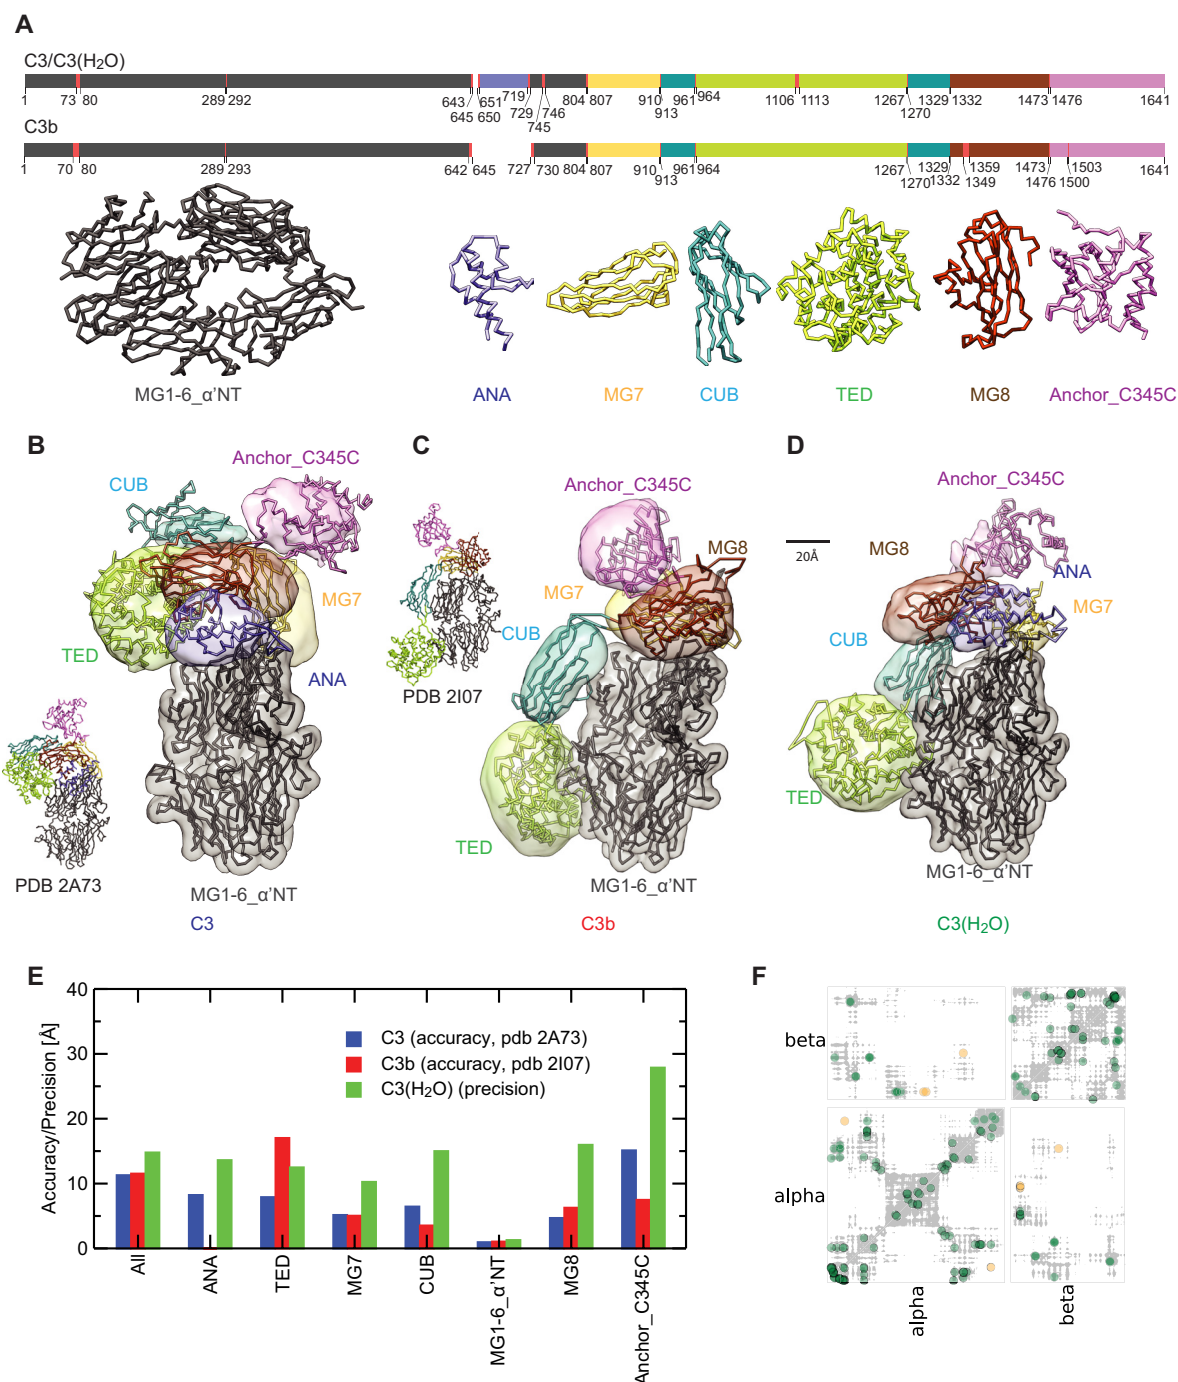 A
C3/C3(H₂O)
1 73 80 289 292 643 651 719 804 807 910 961 964 1106 1113 1267 1329 1332 1473 1476 1641
645 650 729 746 913 1270
745
C3b
1 70 80 289 293 642 727 730 804 807 910 961 964 1267 1329 1359 1473 1503 1641
645 913 1270 1332 1349 1476 1500
MG1-6_α’NT
ANA
MG7
CUB
TED
MG8
Anchor_C345C
B
Anchor_C345C
CUB
MG7
TED
ANA
PDB 2A73
MG1-6_α’NT
C3
C
Anchor_C345C
MG8
MG7
CUB
PDB 2I07
TED
MG1-6_α’NT
C3b
D
Anchor_C345C
20Å
MG8
ANA
MG7
CUB
TED
MG1-6_α’NT
C3(H₂O)
E
Accuracy/Precision [Å]
40
30
20
10
0
C3 (accuracy, pdb 2A73)
C3b (accuracy, pdb 2I07)
C3(H₂O) (precision)
All
ANA
TED
MG7
CUB
MG1-6_α’NT
MG8
Anchor_C345C
F
beta
alpha
alpha
beta